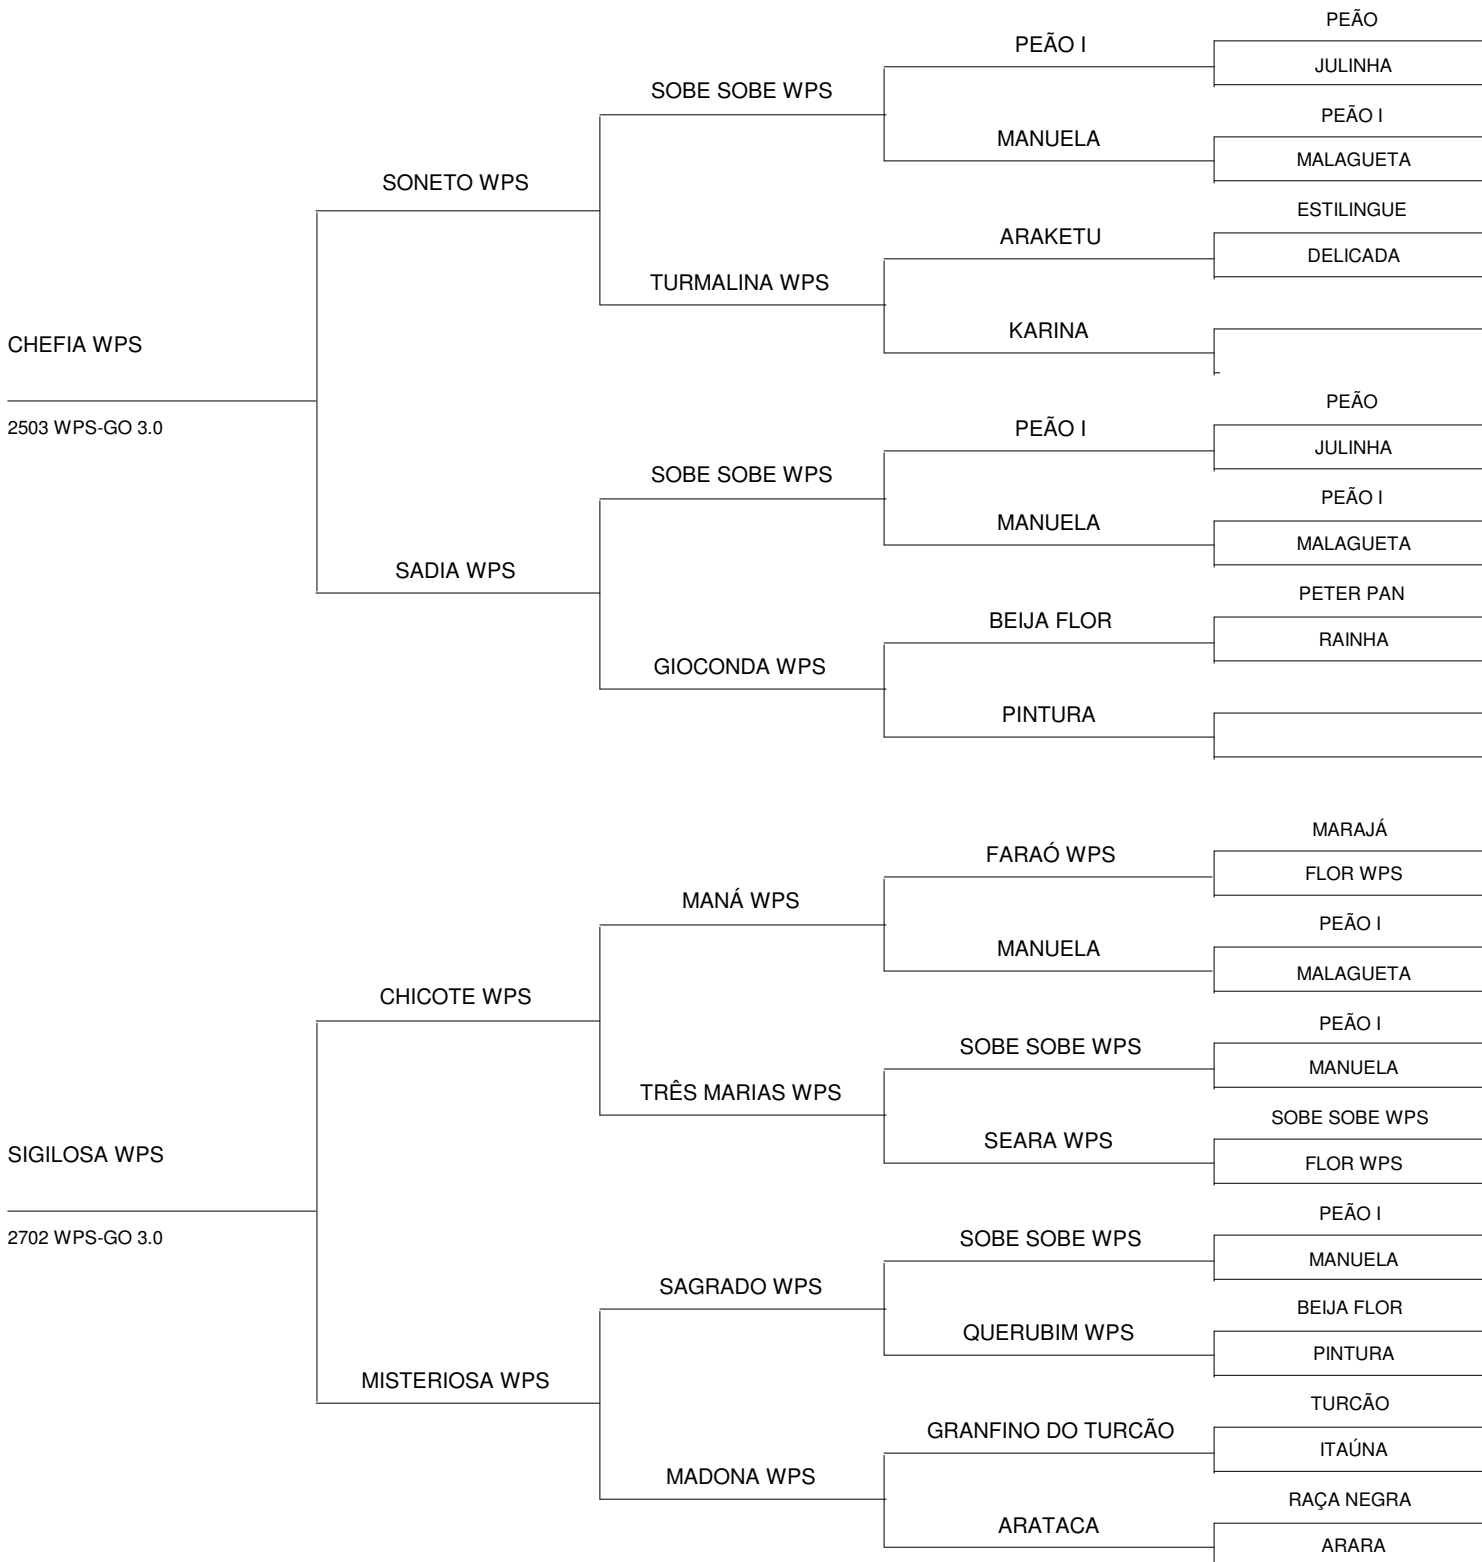 PEÃO
PEÃO I
JULINHA
SOBE SOBE WPS
PEÃO I
MANUELA
MALAGUETA
SONETO WPS
ESTILINGUE
ARAKETU
DELICADA
TURMALINA WPS
KARINA
CHEFIA WPS
PEÃO
2503 WPS-GO 3.0
PEÃO I
JULINHA
SOBE SOBE WPS
PEÃO I
MANUELA
MALAGUETA
SADIA WPS
PETER PAN
BEIJA FLOR
RAINHA
GIOCONDA WPS
PINTURA
MARAJÁ
FARAÓ WPS
FLOR WPS
MANÁ WPS
PEÃO I
MANUELA
MALAGUETA
CHICOTE WPS
PEÃO I
SOBE SOBE WPS
MANUELA
TRÊS MARIAS WPS
SOBE SOBE WPS
SEARA WPS
SIGILOSA WPS
FLOR WPS
PEÃO I
2702 WPS-GO 3.0
SOBE SOBE WPS
MANUELA
SAGRADO WPS
BEIJA FLOR
QUERUBIM WPS
PINTURA
MISTERIOSA WPS
TURCÃO
GRANFINO DO TURCÃO
ITAÚNA
MADONA WPS
RAÇA NEGRA
ARATACA
ARARA